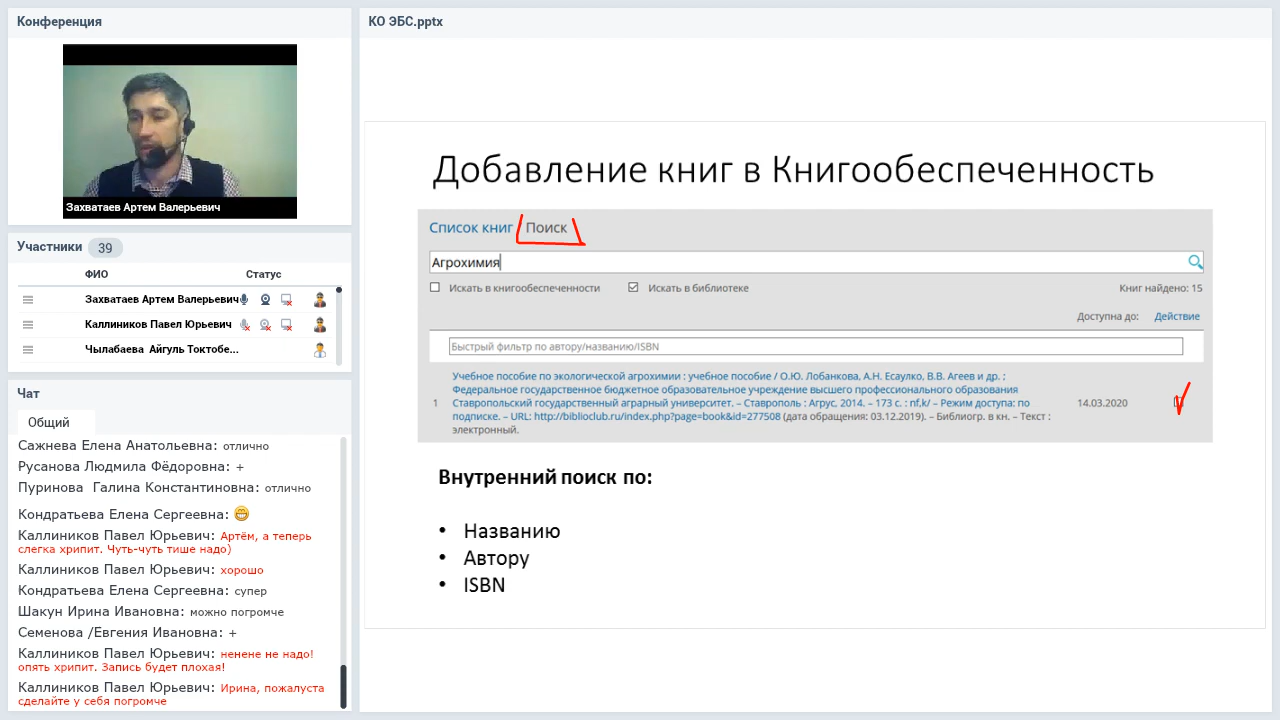 Конференция
Захватаев Артем Валерьевич
Участники 39
ФИО Статус
Захватаев Артем Валерьевич
Каллиников Павел Юрьевич
Чылабаева Айгуль Токтобе...
Чат
Общий
Сажнева Елена Анатольевна: отлично
Русанова Людмила Фёдоровна: +
Пуринова Галина Константиновна: отлично
Кондратьева Елена Сергеевна: 😁
Каллиников Павел Юрьевич: Артём, а теперь
слегка хрипит. Чуть-чуть тише надо)
Каллиников Павел Юрьевич: хорошо
Кондратьева Елена Сергеевна: супер
Шакун Ирина Ивановна: можно погромче
Семенова /Евгения Ивановна: +
Каллиников Павел Юрьевич: ненене не надо!
опять хрипит. Запись будет плохая!
Каллиников Павел Юрьевич: Ирина, пожалуста
сделайте у себя погромче
КО ЭБС.pptx
Добавление книг в Книгообеспеченность
Список книг Поиск
Агрохимия
Искать в книгообеспеченности Искать в библиотеке Книг найдено: 15
Доступна до: Действие
Быстрый фильтр по автору/названию/ISBN
Учебное пособие по экологической агрохимии : учебное пособие / О.Ю. Лобанкова, А.Н. Есаулко, В.В. Агеев и др. ;
Федеральное государственное бюджетное образовательное учреждение высшего профессионального образования
1 Ставропольский государственный аграрный университет. – Ставрополь : Агрус, 2014. – 173 с. : nf,k/ – Режим доступа: по 14.03.2020
подписке. – URL: http://biblioclub.ru/index.php?page=book&id=277508 (дата обращения: 03.12.2019). – Библиогр. в кн. – Текст :
электронный.
Внутренний поиск по:
• Названию
• Автору
• ISBN